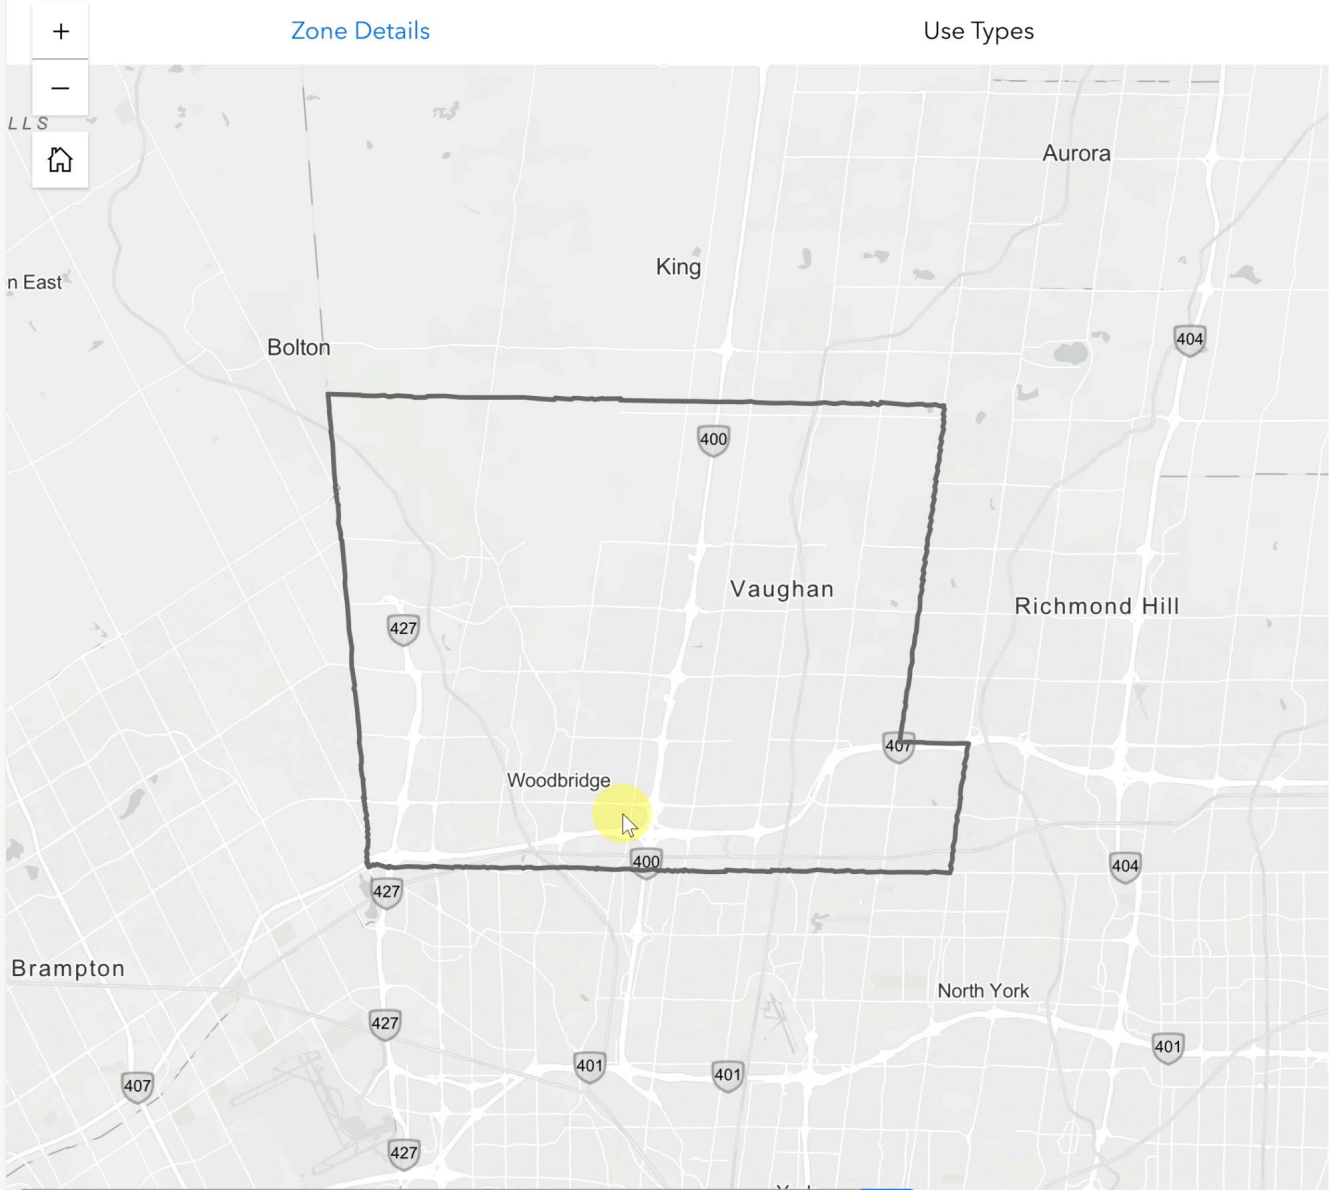 +
Zone Details
Use Types
−
LLS
Aurora
King
n East
404
Bolton
400
Vaughan
Richmond Hill
427
407
Woodbridge
400
404
427
Brampton
North York
427
401
401
401
407
427